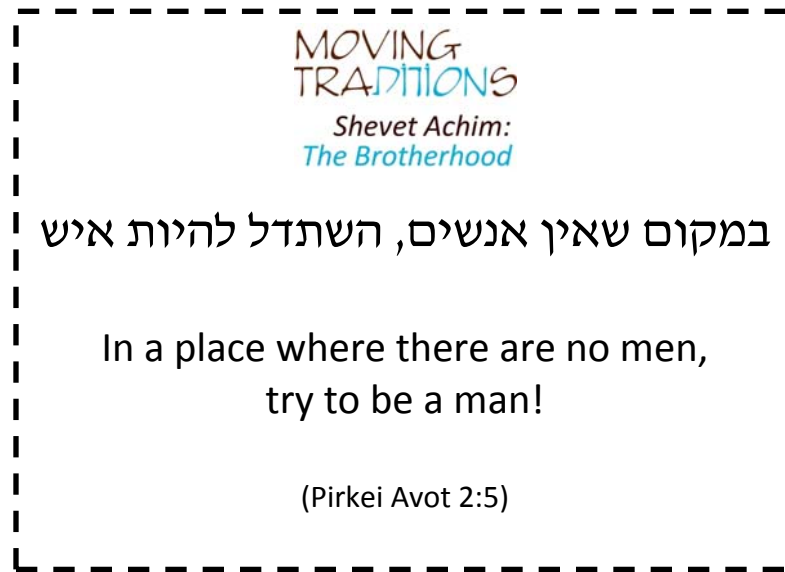 MOVING
TRADITIONS
Shevet Achim:
The Brotherhood
במקום שאין אנשים, השתדל להיות איש
In a place where there are no men,
try to be a man!
(Pirkei Avot 2:5)